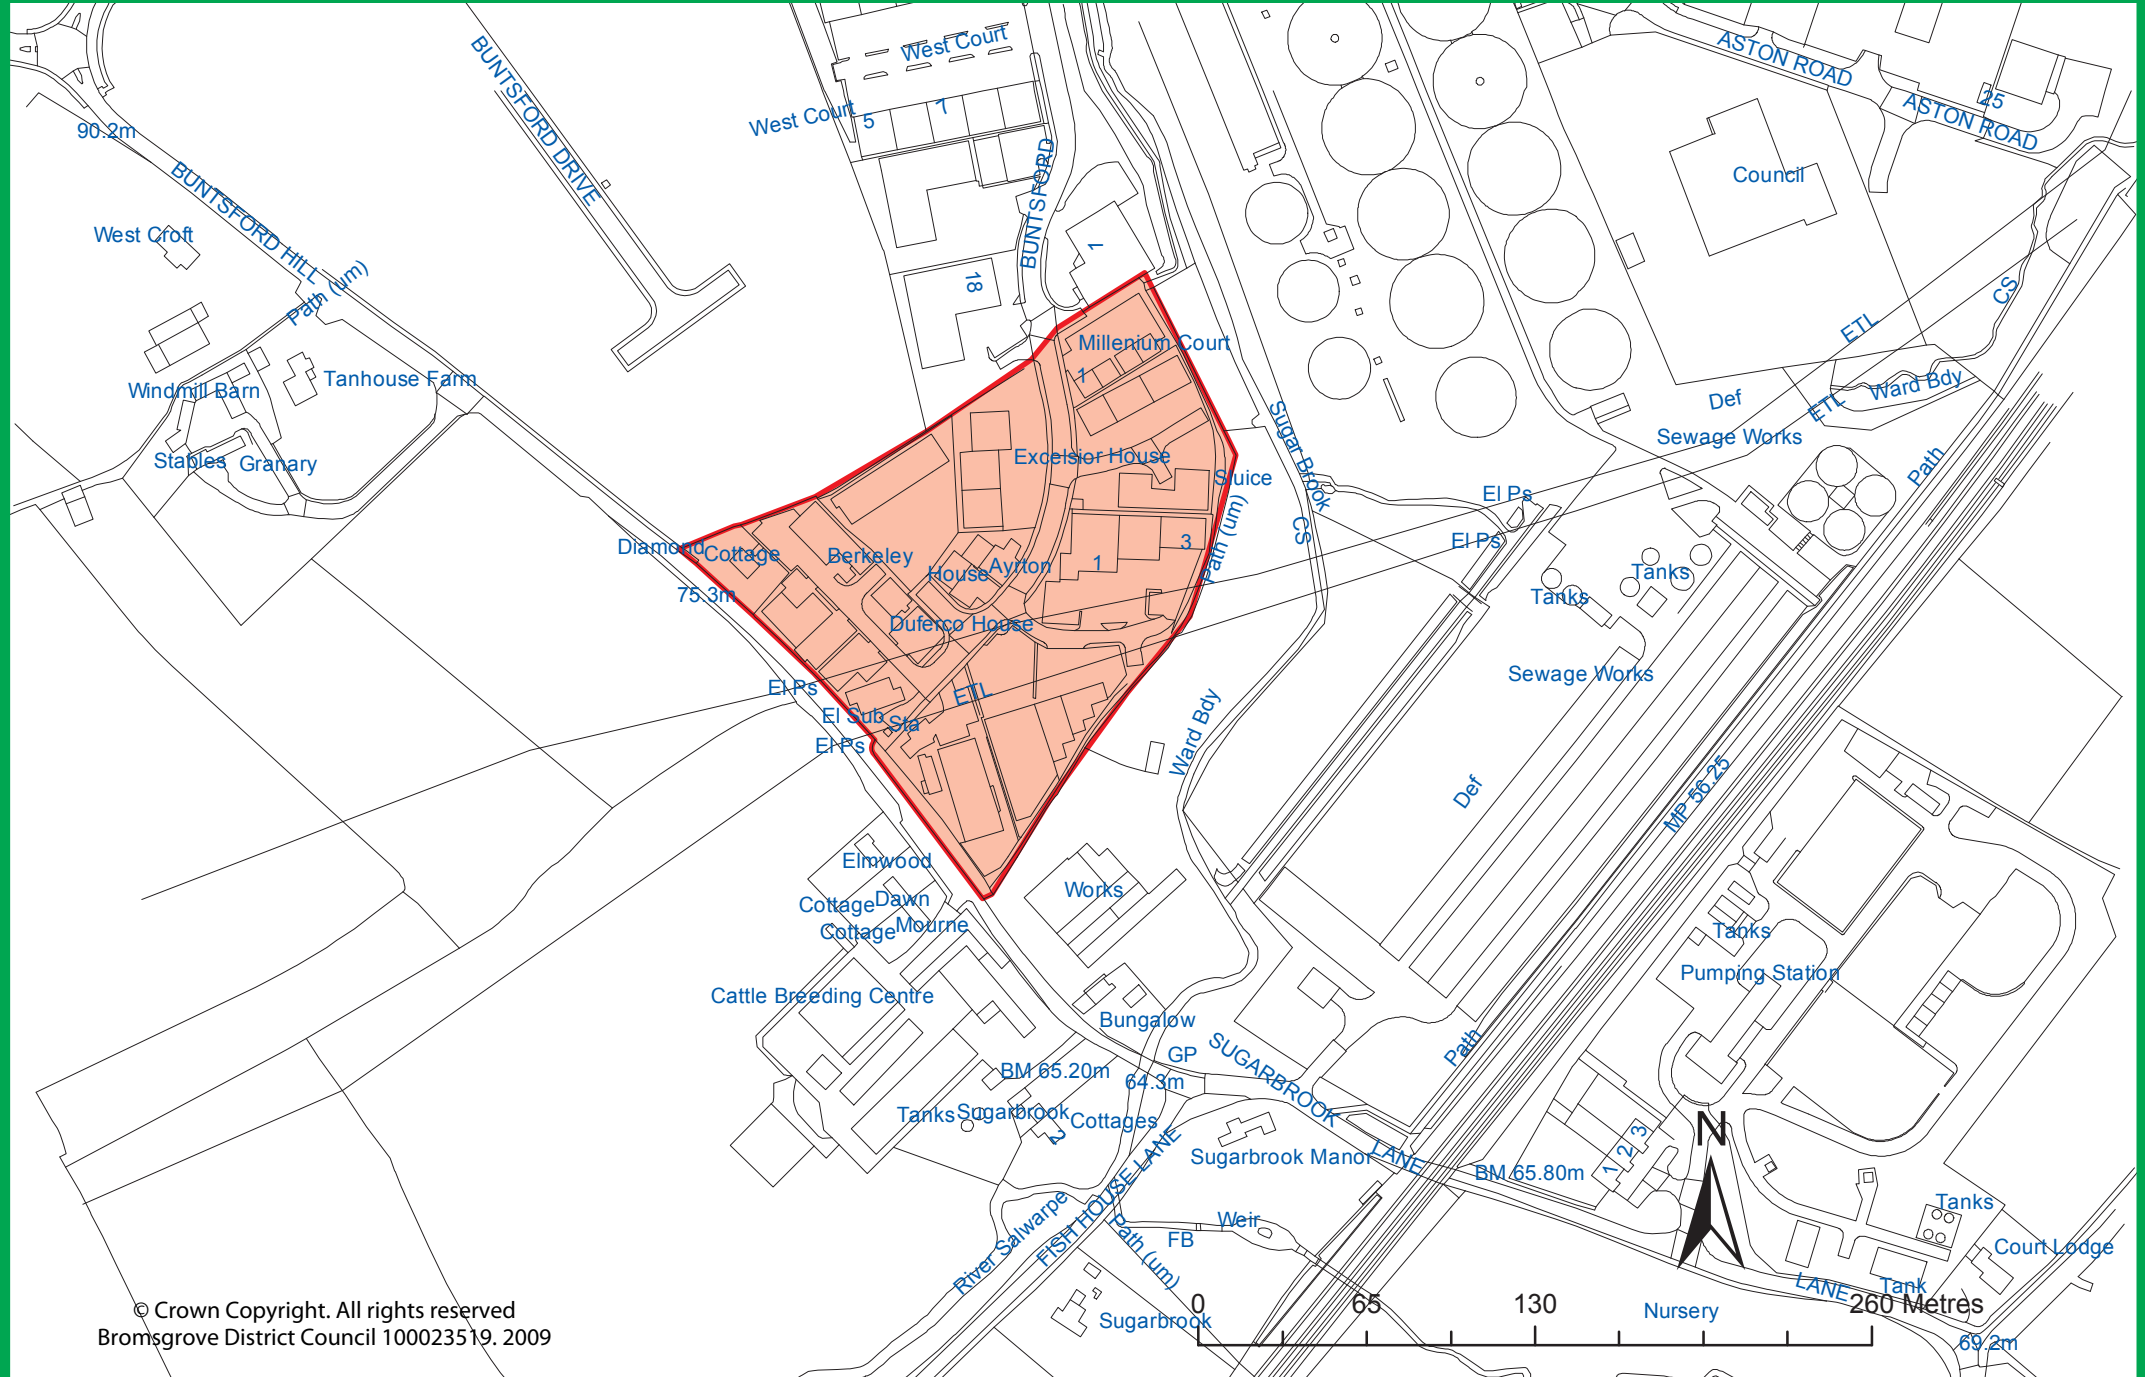 West Court
ASTON ROAD
BUNTSFORD DRIVE
25
ASTON ROAD
West Court
5
7
90.2m
BUNTSFORD
Council
BUNTSFORD HILL
West Croft
1
Path (um)
18
CS
ETL
Millenium Court
1
Tanhouse Farm
Windmill Barn
Ward Bdy
Def
ETL
Sugar Brook
Sewage Works
Stables
Granary
Excelsior House
Sluice
Path
El Ps
CS
Path (um)
El Ps
Diamond
Cottage
Berkeley
House
Ayrton
1
3
Tanks
Tanks
75.3m
Duferco House
Sewage Works
El Ps
ETL
El Sub
Sta
El Ps
Ward Bdy
Def
MP 56.25
Elmwood
Cottage
Dawn
Cottage
Mourne
Works
Tanks
Pumping Station
Cattle Breeding Centre
Bungalow
GP
SUGARBROOK
Path
BM 65.20m
64.3m
Tanks
Sugarbrook
Cottages
2
N
1 2 3
FISH HOUSE LANE
Sugarbrook Manor
LANE
BM 65.80m
River Salwarpe
Path (um)
Weir
FB
Tanks
Court Lodge
LANE
Tank
Sugarbrook
Nursery
69.2m
0
65
130
260 Metres
© Crown Copyright. All rights reserved
Bromsgrove District Council 100023519. 2009